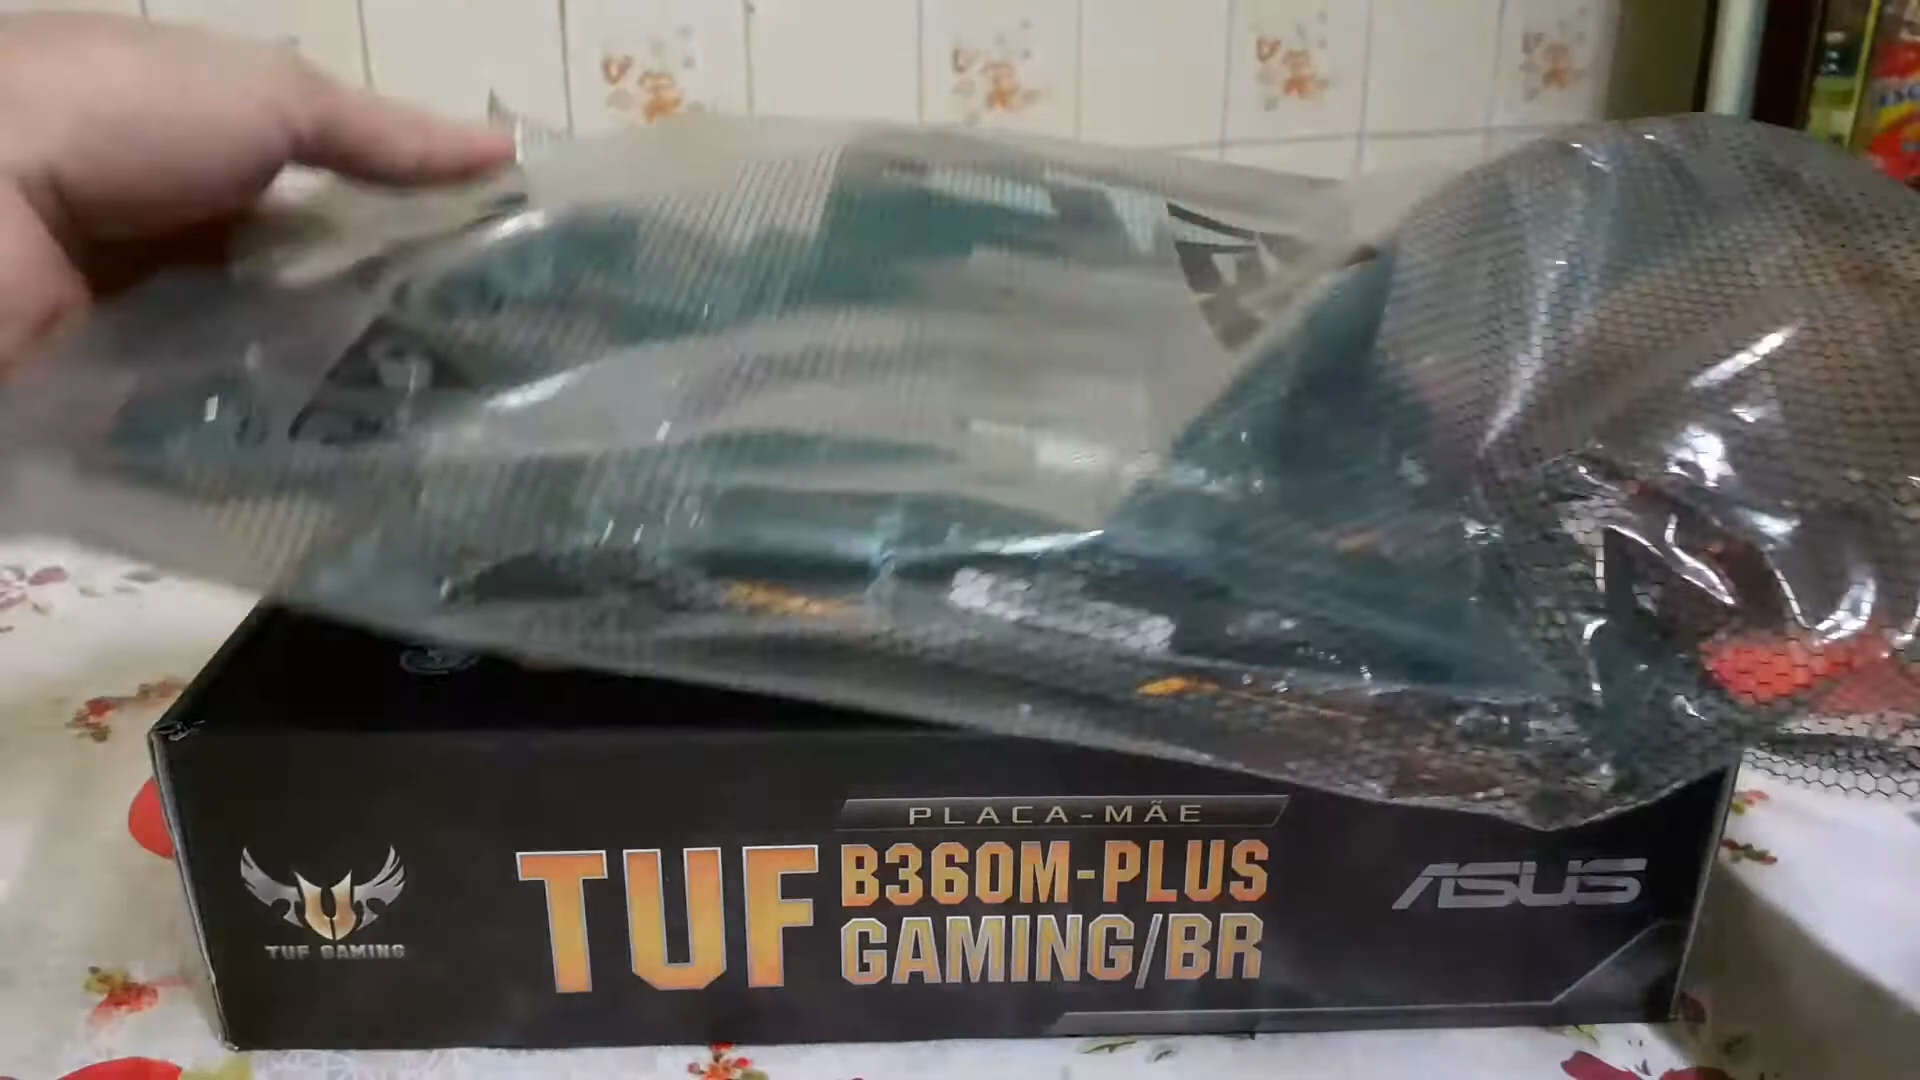 PLACA-MÃE
TUF B360M-PLUS
GAMING/BR
TUF GAMING
ASUS